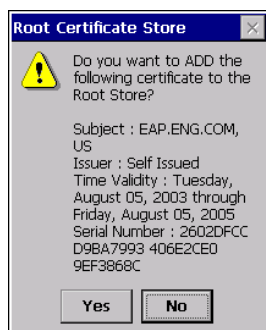 Root Certificate Store
Do you want to ADD the
following certificate to the
Root Store?
Subject : EAP.ENG.COM,
US
Issuer : Self Issued
Time Validity : Tuesday,
August 05, 2003 through
Friday, August 05, 2005
Serial Number : 2602DFCC
D9BA7993 406E2CE0
9EF3868C
Yes No